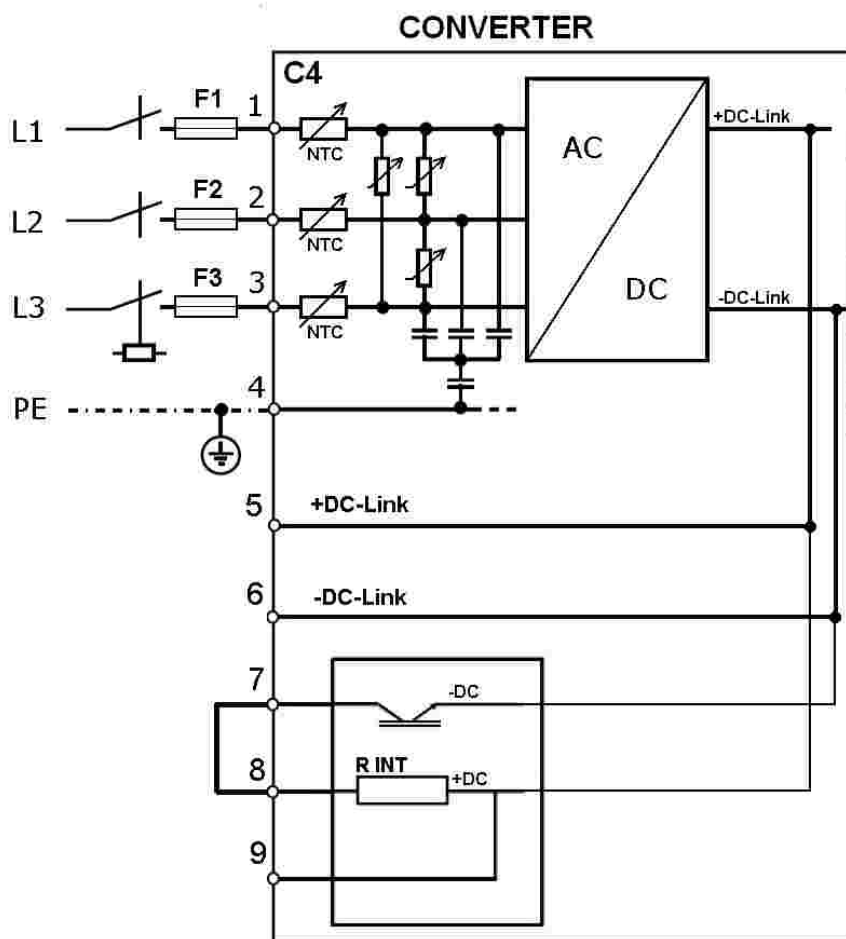 CONVERTER
C4
L1
F1
1
NTC
AC
+DC-Link
L2
F2
2
NTC
L3
F3
3
NTC
DC
-DC-Link
PE
4
5
+DC-Link
6
-DC-Link
7
-DC
8
R INT
+DC
9